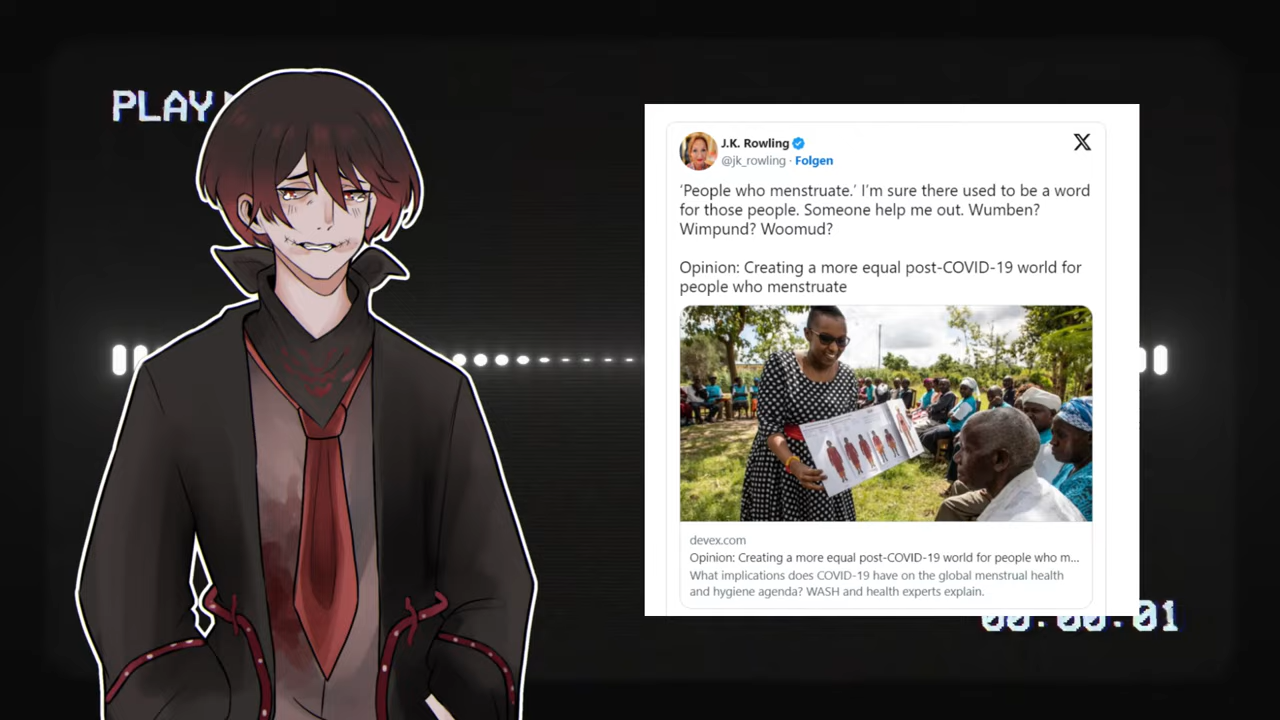 PLAY
J.K. Rowling
@jk_rowling · Folgen
‘People who menstruate.’ I’m sure there used to be a word
for those people. Someone help me out. Wumben?
Wimpund? Woomud?
Opinion: Creating a more equal post-COVID-19 world for
people who menstruate
devex.com
Opinion: Creating a more equal post-COVID-19 world for people who m...
What implications does COVID-19 have on the global menstrual health
and hygiene agenda? WASH and health experts explain.
00:00:01